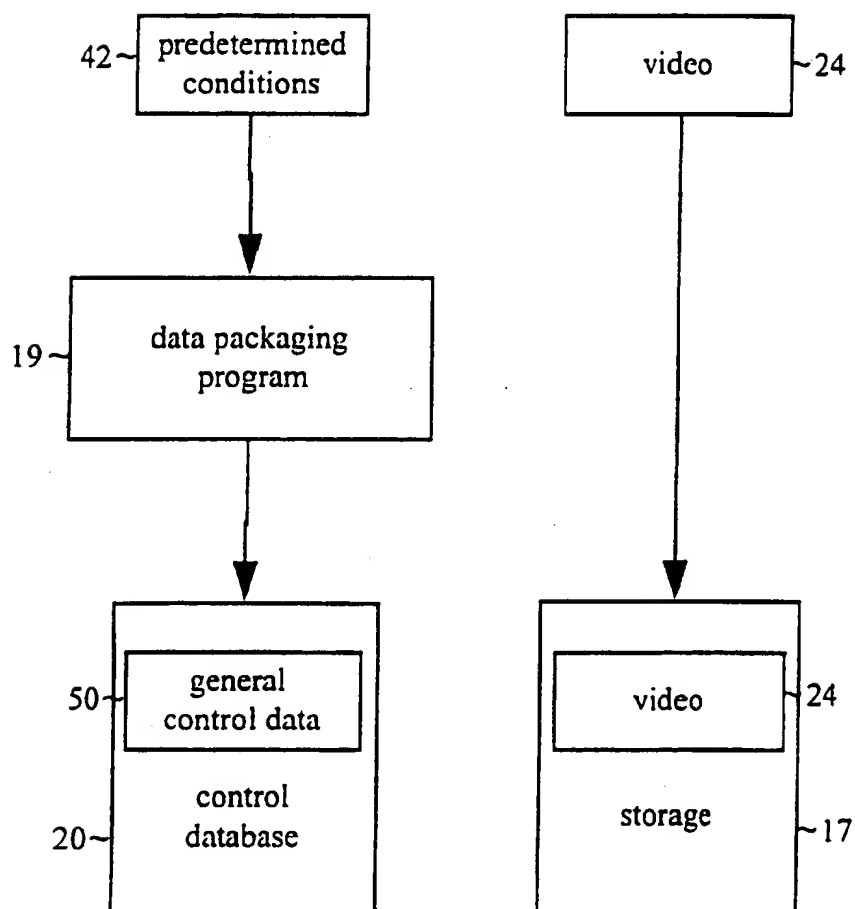 42
predetermined
conditions
video
24
19
data packaging
program
50
general
control data
video
24
20
control
database
storage
17